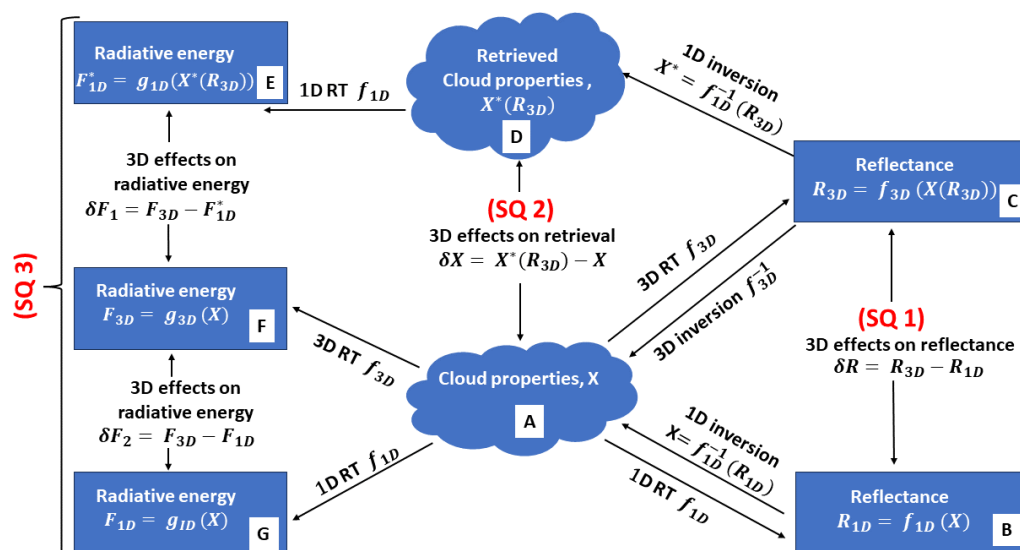 Radiative energy
F*1D = g1D(X*(R3D))
E
1D RT f1D
Retrieved
Cloud properties ,
X*(R3D)
D
1D inversion
X* = f1D^-1 (R3D)
Reflectance
R3D = f3D (X(R3D))
C
3D effects on
radiative energy
δF1 = F3D − F*1D
(SQ 2)
3D effects on retrieval
δX = X*(R3D) − X
3D RT f3D
3D inversion f3D^-1
(SQ 3)
(SQ 1)
3D effects on reflectance
δR = R3D − R1D
Radiative energy
F3D = g3D (X)
F
3D RT f3D
Cloud properties, X
A
3D effects on
radiative energy
δF2 = F3D − F1D
1D RT f1D
1D inversion
X= f1D^-1 (R1D)
1D RT f1D
Radiative energy
F1D = gID(X)
G
Reflectance
R1D = f1D (X)
B